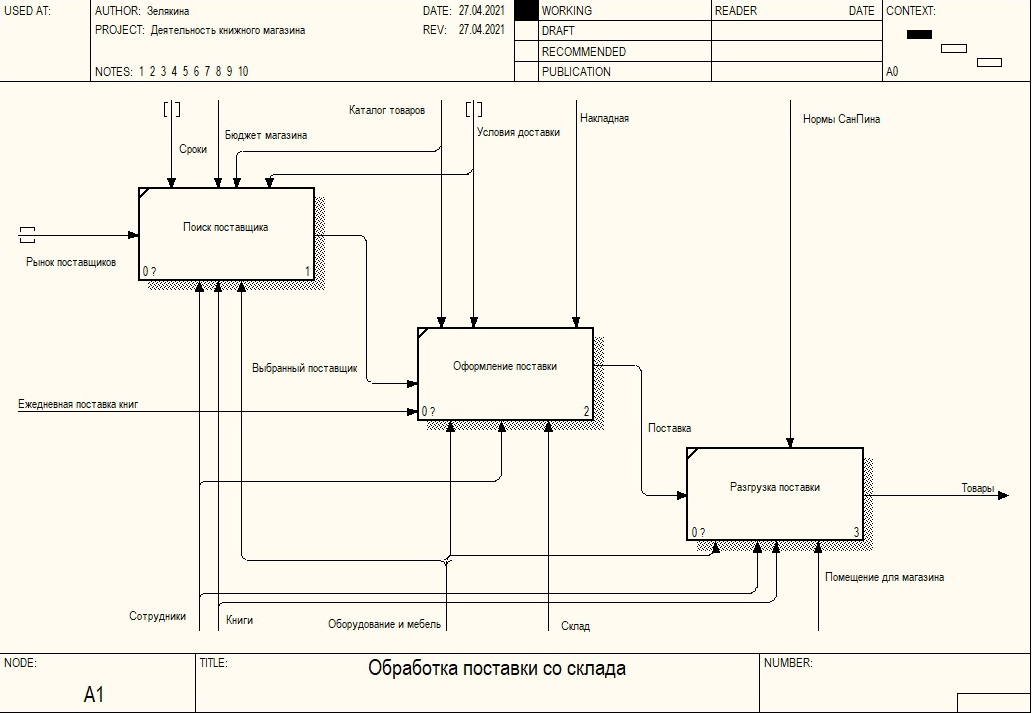 USED AT:
AUTHOR: Зелякина
DATE: 27.04.2021
PROJECT: Деятельность книжного магазина
REV: 27.04.2021
NOTES: 1 2 3 4 5 6 7 8 9 10
WORKING
DRAFT
RECOMMENDED
PUBLICATION
READER DATE
CONTEXT:
A0
Сроки
Бюджет магазина
Каталог товаров
Условия доставки
Накладная
Нормы СанПина
Поиск поставщика
0 ? 1
Рынок поставщиков
Выбранный поставщик
Ежедневная поставка книг
Оформление поставки
0 ? 2
Поставка
Разгрузка поставки
0 ? 3
Товары
Помещение для магазина
Сотрудники
Книги
Оборудование и мебель
Склад
NODE:
A1
TITLE:
Обработка поставки со склада
NUMBER: